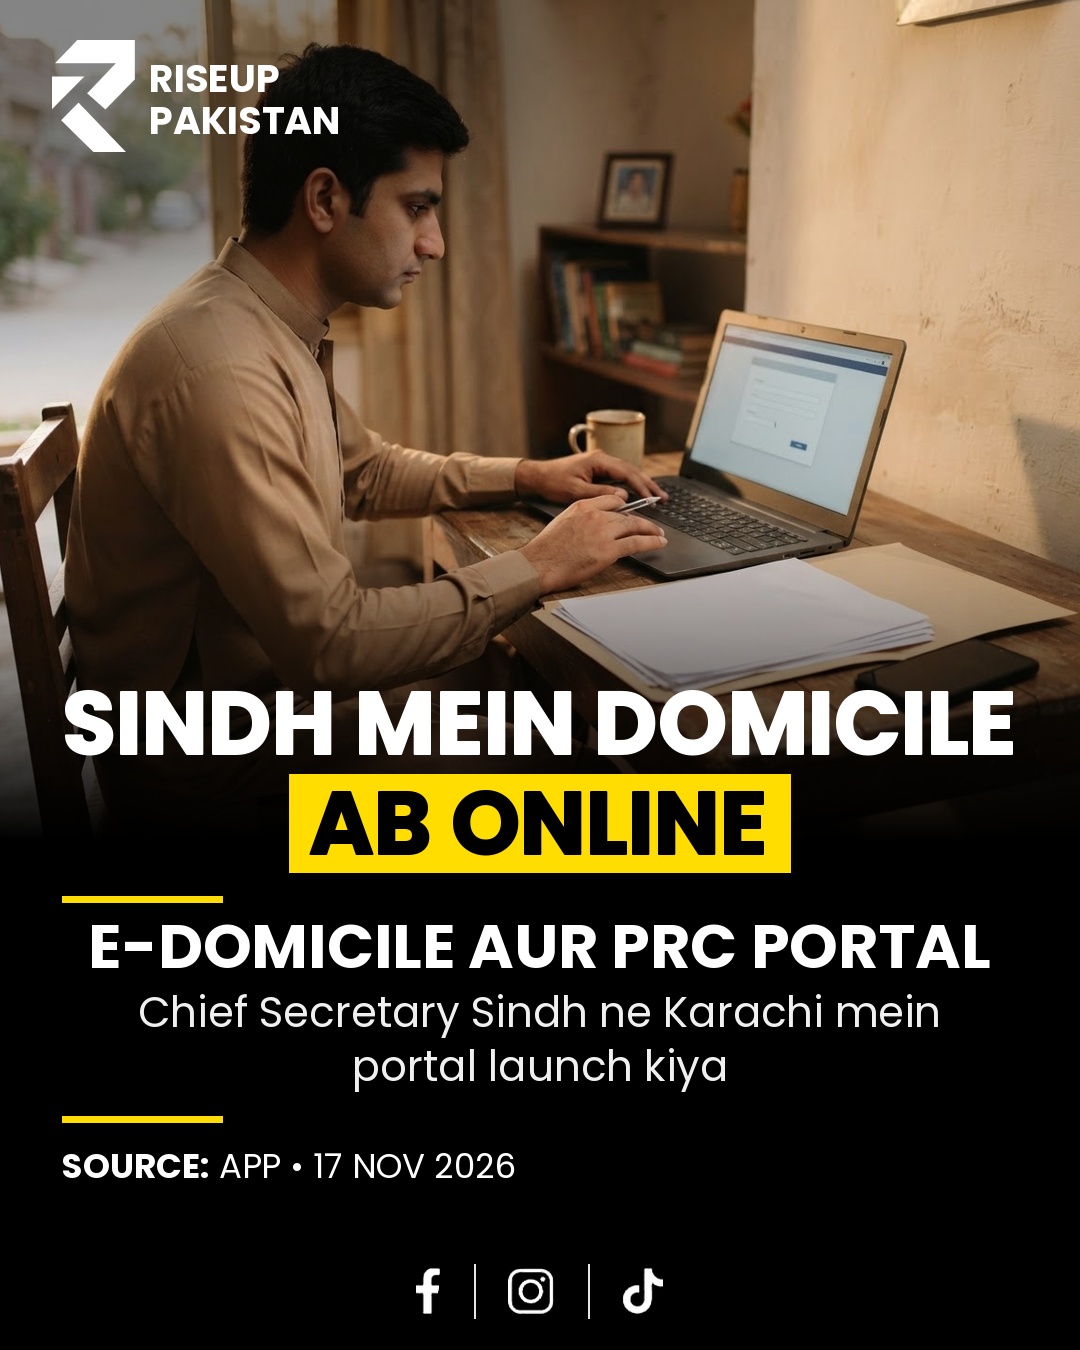 RISEUP
PAKISTAN
SINDH MEIN DOMICILE
AB ONLINE
E-DOMICILE AUR PRC PORTAL
Chief Secretary Sindh ne Karachi mein
portal launch kiya
SOURCE: APP • 17 NOV 2026